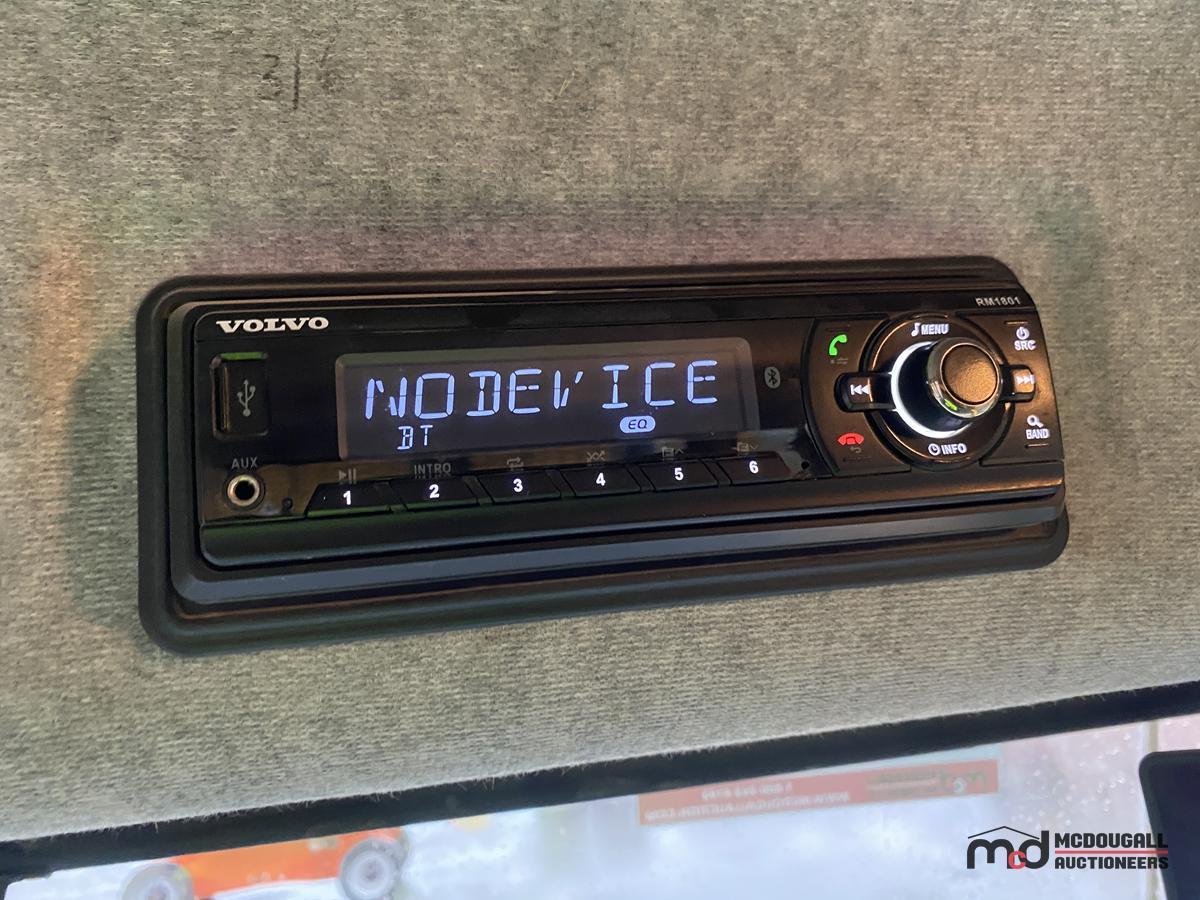 VOLVO
RM1801
NODEVICE
BT
EQ
AUX
INTRO
1 2 3 4 5 6
MENU
SRC
BAND
INFO
McD MCDOUGALL
AUCTIONEERS